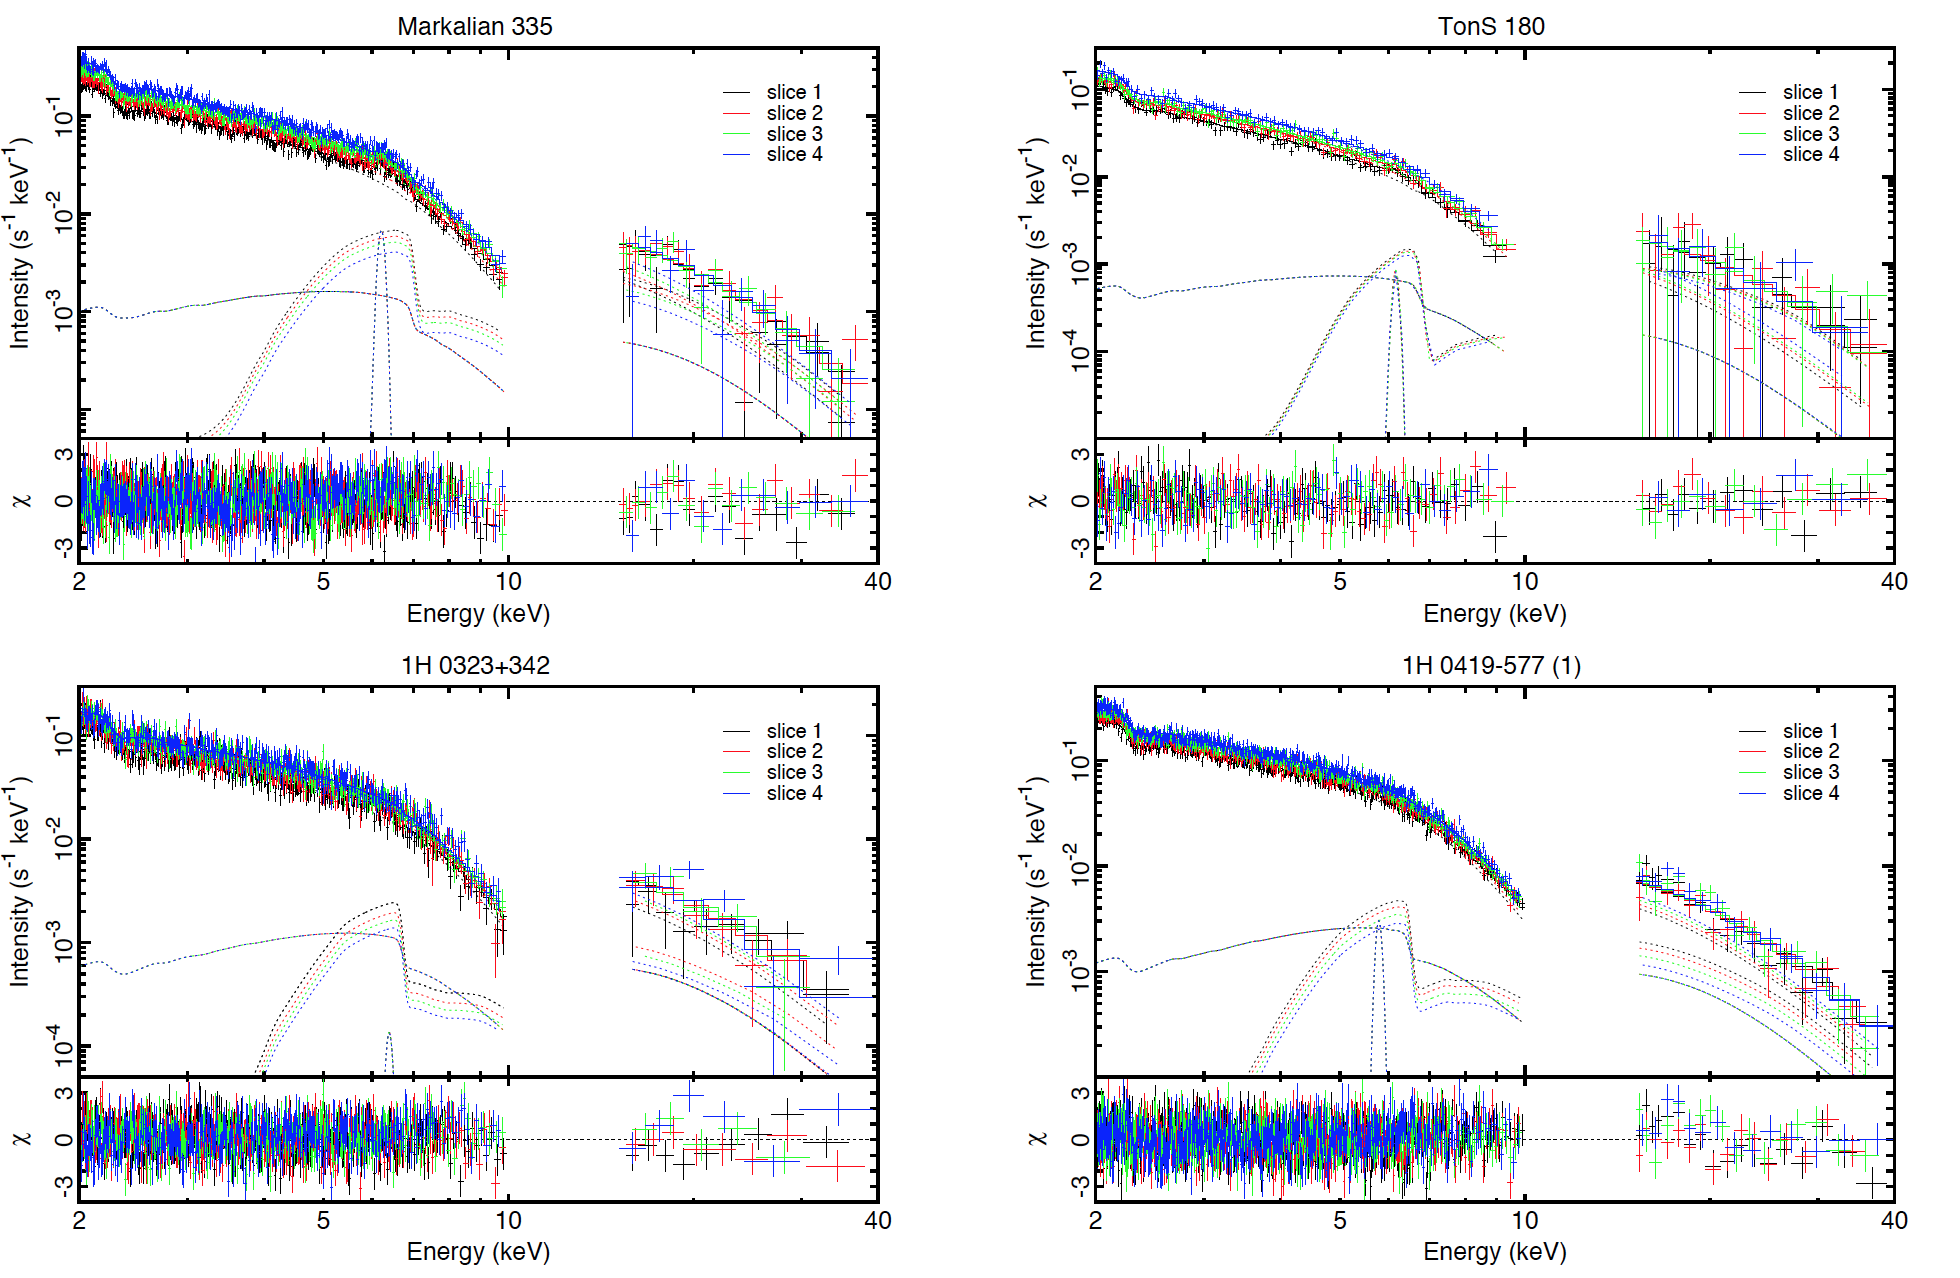 Markalian 335
Intensity (s⁻¹ keV⁻¹)
10⁻¹
10⁻²
10⁻³
slice 1
slice 2
slice 3
slice 4
χ
3
0
-3
2 5 10 40
Energy (keV)
TonS 180
Intensity (s⁻¹ keV⁻¹)
10⁻¹
10⁻²
10⁻³
10⁻⁴
slice 1
slice 2
slice 3
slice 4
χ
3
0
-3
2 5 10 40
Energy (keV)
1H 0323+342
Intensity (s⁻¹ keV⁻¹)
10⁻¹
10⁻²
10⁻³
10⁻⁴
slice 1
slice 2
slice 3
slice 4
χ
3
0
-3
2 5 10 40
Energy (keV)
1H 0419-577 (1)
Intensity (s⁻¹ keV⁻¹)
10⁻¹
10⁻²
10⁻³
slice 1
slice 2
slice 3
slice 4
χ
3
0
-3
2 5 10 40
Energy (keV)